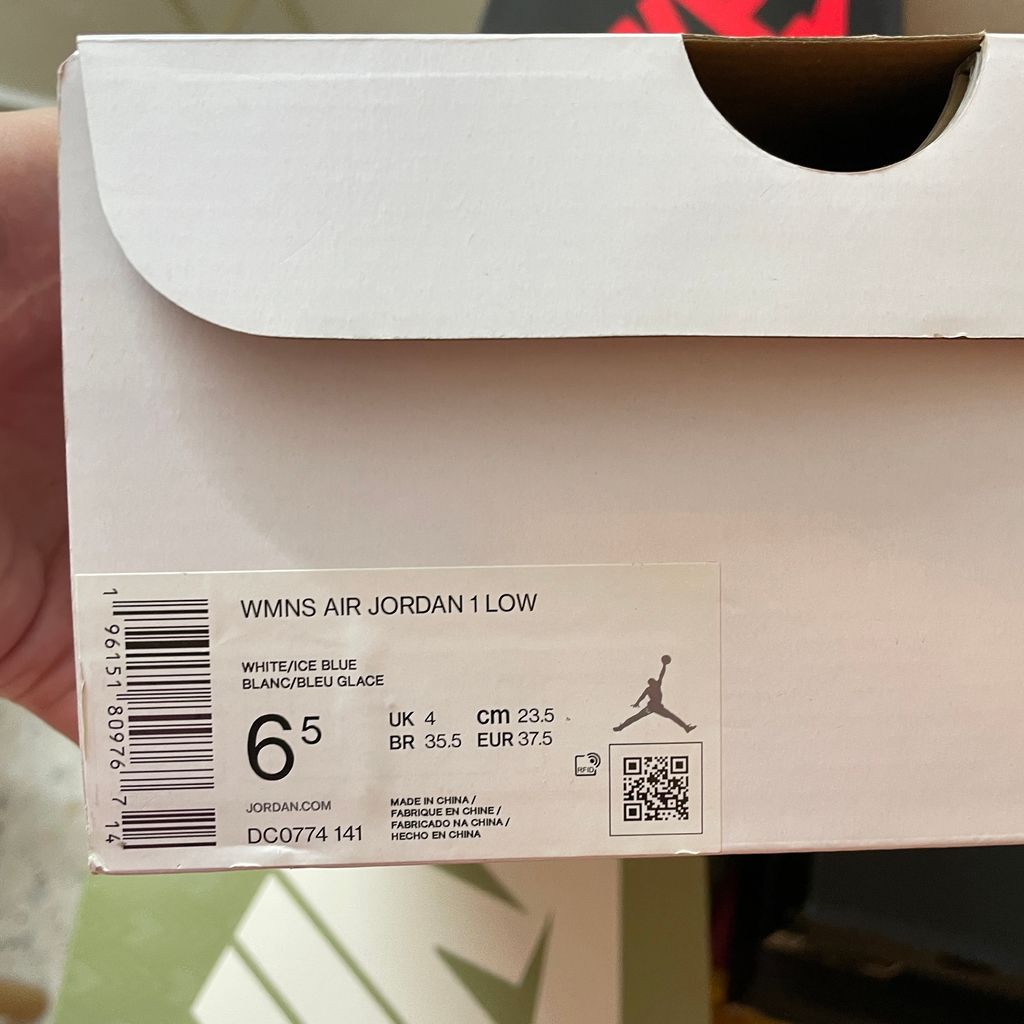 WMNS AIR JORDAN 1 LOW
WHITE/ICE BLUE
BLANC/BLEU GLACE
6 5
UK 4 cm 23.5
BR 35.5 EUR 37.5
RFID
JORDAN.COM
DC0774 141
MADE IN CHINA /
FABRIQUE EN CHINE /
FABRICADO NA CHINA /
HECHO EN CHINA
1 96151 80976 7 14